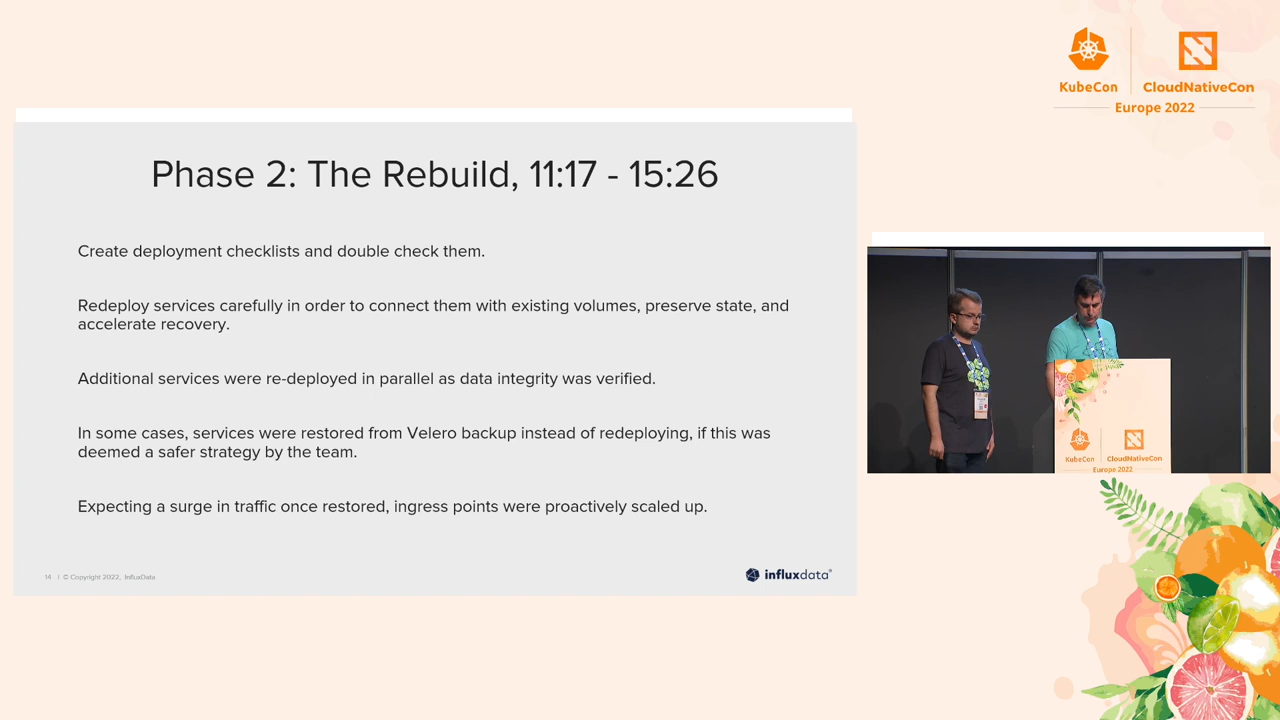 KubeCon
CloudNativeCon
Europe 2022
Phase 2: The Rebuild, 11:17 - 15:26
Create deployment checklists and double check them.
Redeploy services carefully in order to connect them with existing volumes, preserve state, and
accelerate recovery.
Additional services were re-deployed in parallel as data integrity was verified.
In some cases, services were restored from Velero backup instead of redeploying, if this was
deemed a safer strategy by the team.
Expecting a surge in traffic once restored, ingress points were proactively scaled up.
14 | © Copyright 2022, InfluxData
influxdata®
KubeCon
CloudNativeCon
Europe 2022